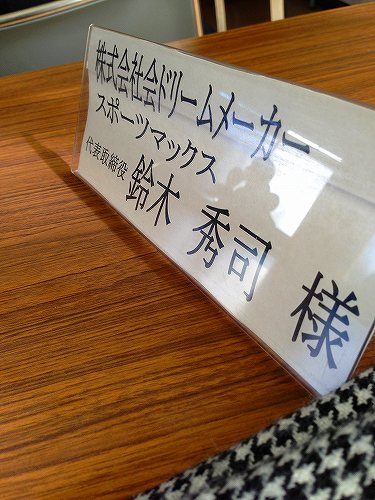 株式会社会ドリームメーカー
スポーツマックス
代表取締役 鈴木 秀司 様